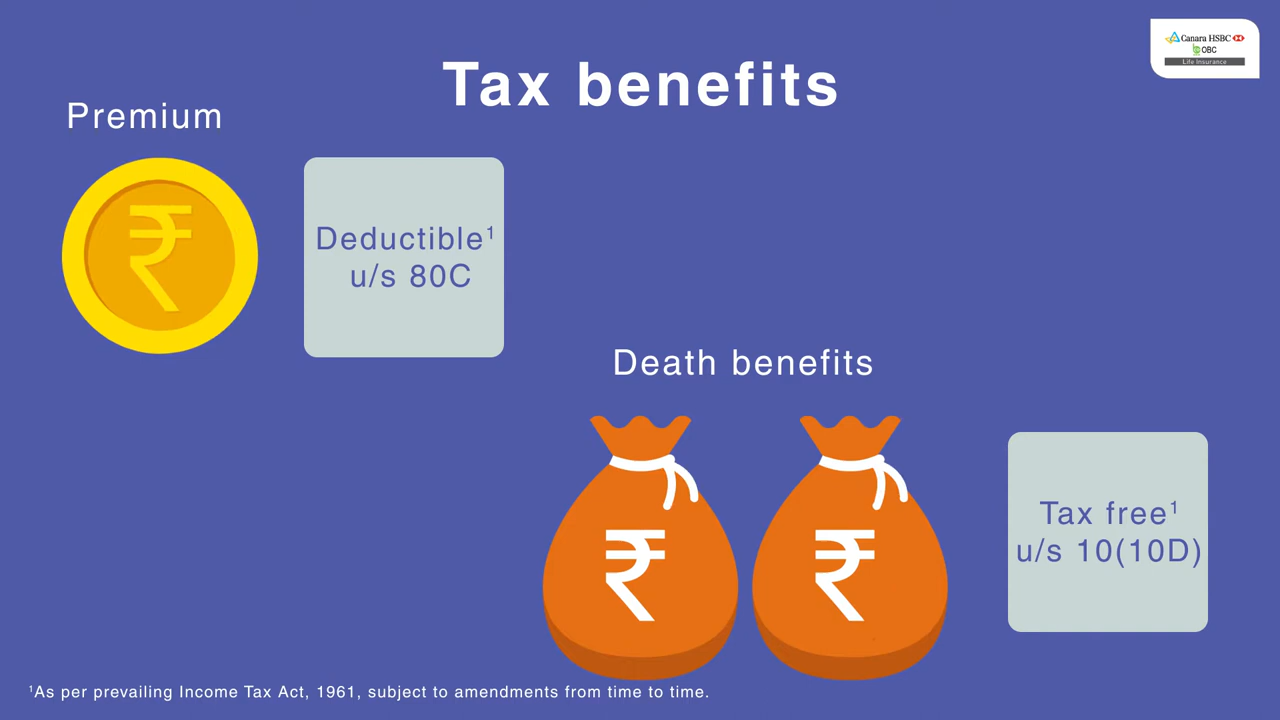 Canara HSBC
OBC
Life Insurance
Tax benefits
Premium
₹
Deductible¹
u/s 80C
Death benefits
₹ ₹
Tax free¹
u/s 10(10D)
¹As per prevailing Income Tax Act, 1961, subject to amendments from time to time.